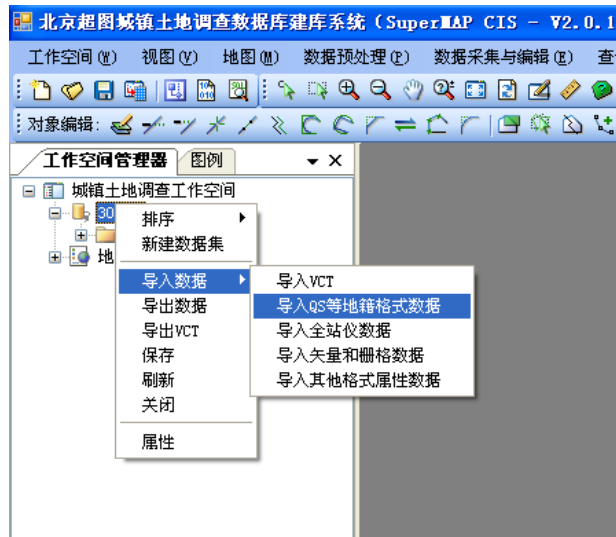 北京超图城镇土地调查数据库建库系统 (SuperMAP CIS - V2.0.1
工作空间(W) 视图(V) 地图(M) 数据预处理(P) 数据采集与编辑(E) 查
对象编辑:
工作空间管理器 图例
城镇土地调查工作空间
30
地
排序
新建数据集
导入数据
导出数据
导出VCT
保存
刷新
关闭
属性
导入VCT
导入QS等地籍格式数据
导入全站仪数据
导入矢量和栅格数据
导入其他格式属性数据